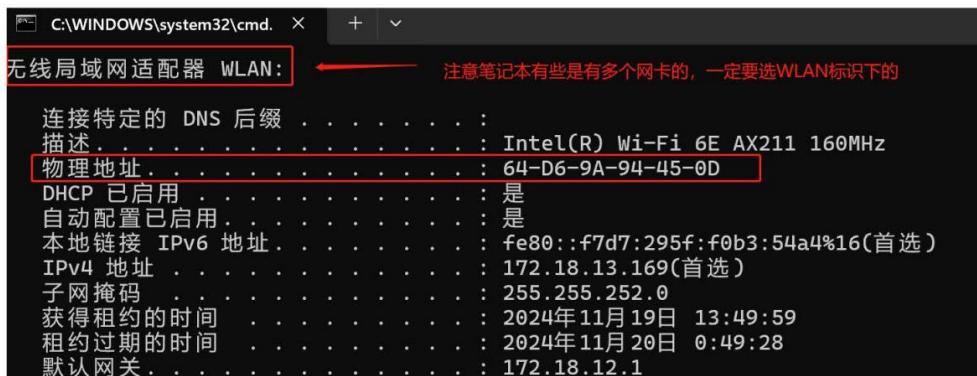 C:\WINDOWS\system32\cmd. × + ∨
无线局域网适配器 WLAN:
注意笔记本有些是有多个网卡的，一定要选WLAN标识下的
连接特定的 DNS 后缀 . . . . . . . :
描述. . . . . . . . . . . . . . . : Intel(R) Wi-Fi 6E AX211 160MHz
物理地址. . . . . . . . . . . . . : 64-D6-9A-94-45-0D
DHCP 已启用 . . . . . . . . . . . : 是
自动配置已启用. . . . . . . . . . : 是
本地链接 IPv6 地址. . . . . . . . : fe80::f7d7:295f:f0b3:54a4%16(首选)
IPv4 地址 . . . . . . . . . . . . : 172.18.13.169(首选)
子网掩码  . . . . . . . . . . . . : 255.255.252.0
获得租约的时间  . . . . . . . . . : 2024年11月19日 13:49:59
租约过期的时间  . . . . . . . . . : 2024年11月20日 0:49:28
默认网关. . . . . . . . . . . . . : 172.18.12.1